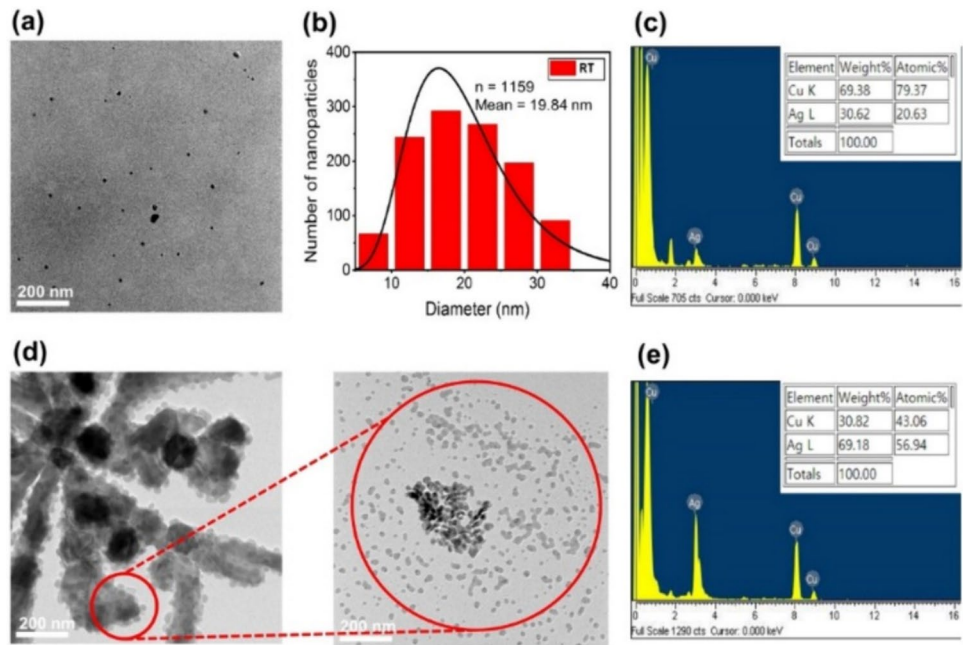 (a)
200 nm
(b)
Number of nanoparticles
400
300
200
100
0
RT
n = 1159
Mean = 19.84 nm
10
20
30
40
Diameter (nm)
(c)
Cu
Element Weight% Atomic%
Cu K 69.38 79.37
Ag L 30.62 20.63
Totals 100.00
Ag
Cu
Cu
0 2 4 6 8 10 12 14 16
Full Scale 705 cts Cursor: 0.000 keV
(d)
200 nm
200 nm
(e)
Cu
Element Weight% Atomic%
Cu K 30.82 43.06
Ag L 69.18 56.94
Totals 100.00
Ag
Cu
Cu
0 2 4 6 8 10 12 14 16
Full Scale 1290 cts Cursor: 0.000 keV